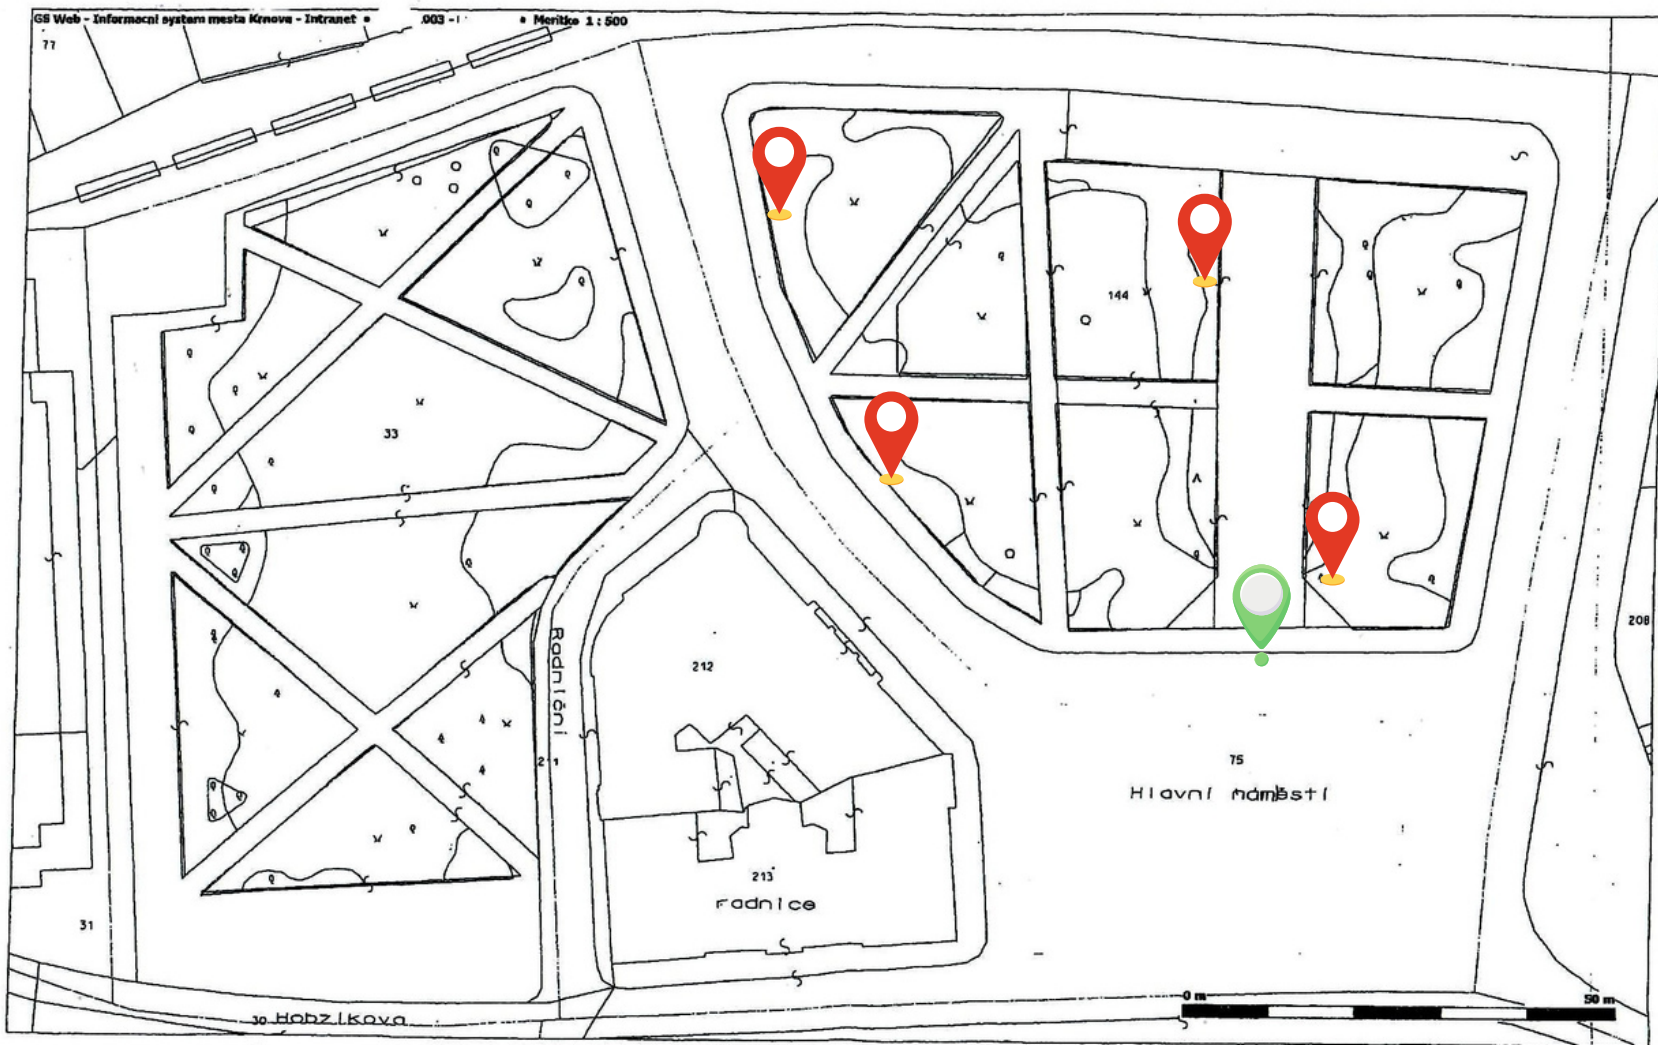 GS Web - Informacni system mesta Krnova - Intranet • .003 - • Meritko 1 : 500
77
144
33
Radniční
212
208
75
Hlavní náměstí
213
radnice
31
0 m 50 m
30 Hobzíkova